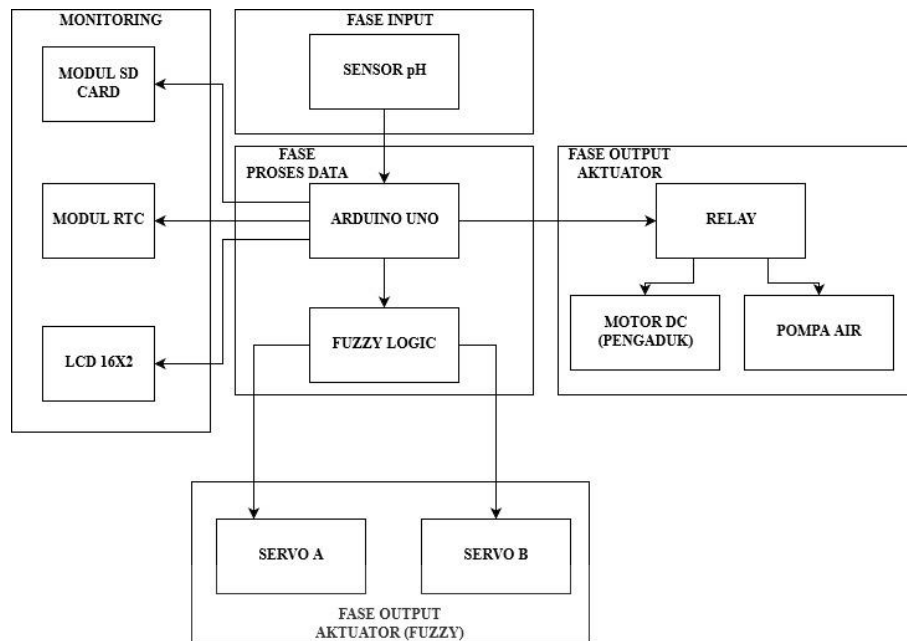 MONITORING
MODUL SD
CARD
MODUL RTC
LCD 16X2
FASE INPUT
SENSOR pH
FASE
PROSES DATA
ARDUINO UNO
FUZZY LOGIC
FASE OUTPUT
AKTUATOR
RELAY
MOTOR DC
(PENGADUK)
POMPA AIR
SERVO A
SERVO B
FASE OUTPUT
AKTUATOR (FUZZY)